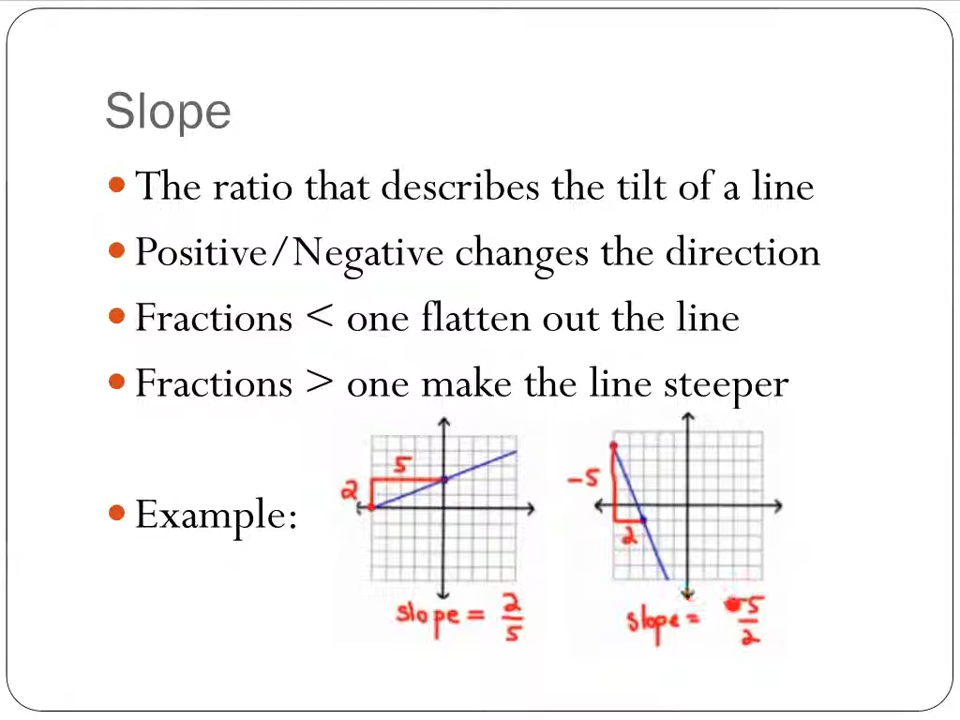 Slope
• The ratio that describes the tilt of a line
• Positive/Negative changes the direction
• Fractions < one flatten out the line
• Fractions > one make the line steeper
• Example:
5
2
slope = 2/5
-5
2
slope = -5/2